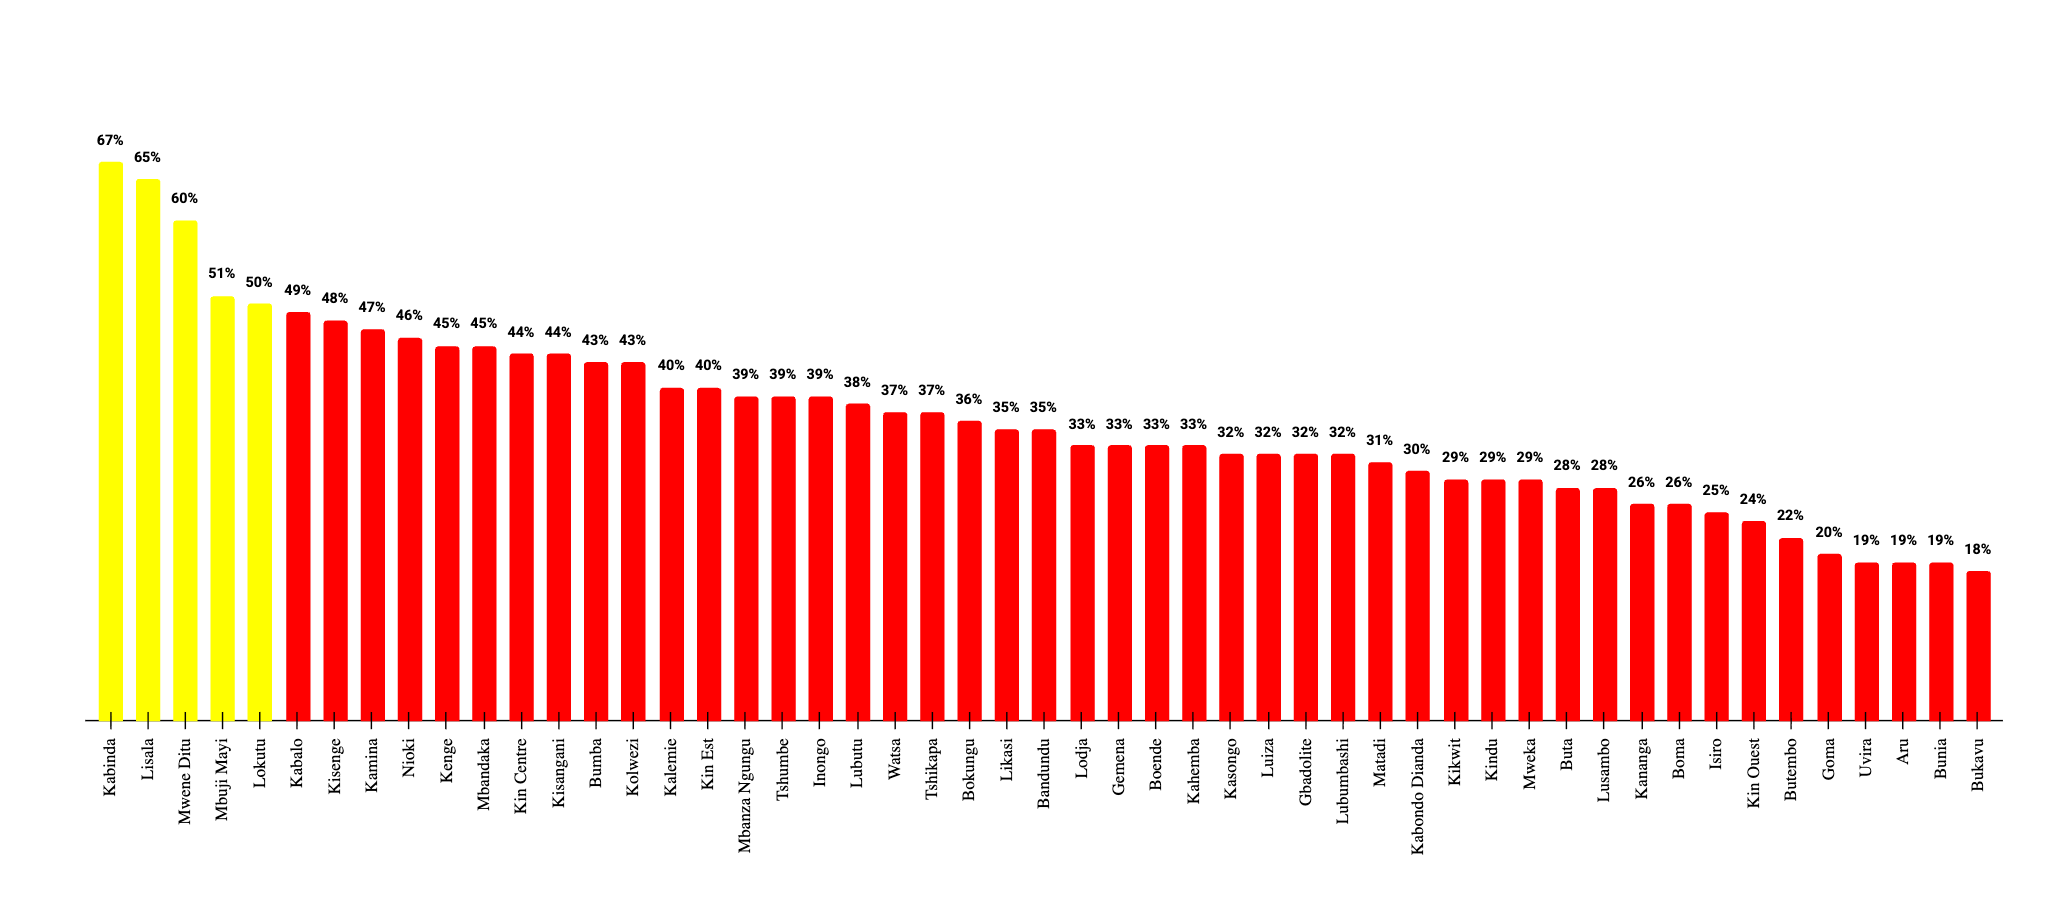 67%
65%
60%
51%
50%
49%
48%
47%
46%
45%
45%
44%
44%
43%
43%
40%
40%
39%
39%
39%
38%
37%
37%
36%
35%
35%
33%
33%
33%
33%
32%
32%
32%
32%
31%
30%
29%
29%
29%
28%
28%
26%
26%
25%
24%
22%
20%
19%
19%
19%
18%
Kabinda
Lisala
Mwene Ditu
Mbuji Mayi
Lokutu
Kabalo
Kisenge
Kamina
Nioki
Kenge
Mbandaka
Kin Centre
Kisangani
Bumba
Kolwezi
Kalemie
Kin Est
Mbanza Ngungu
Tshumbe
Inongo
Lubutu
Watsa
Tshikapa
Bokungu
Likasi
Bandundu
Lodja
Gemena
Boende
Kahemba
Kasongo
Luiza
Gbadolite
Lubumbashi
Matadi
Kabondo Dianda
Kikwit
Kindu
Mweka
Buta
Lusambo
Kananga
Boma
Isiro
Kin Ouest
Butembo
Goma
Uvira
Aru
Bunia
Bukavu